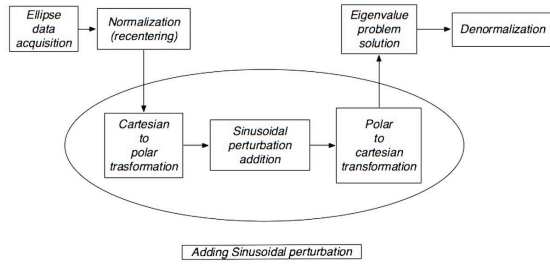 Ellipse
data
acquisition
Normalization
(recentering)
Eigenvalue
problem
solution
Denormalization
Cartesian
to
polar
trasformation
Sinusoidal
perturbation
addition
Polar
to
cartesian
transformation
Adding Sinusoidal perturbation